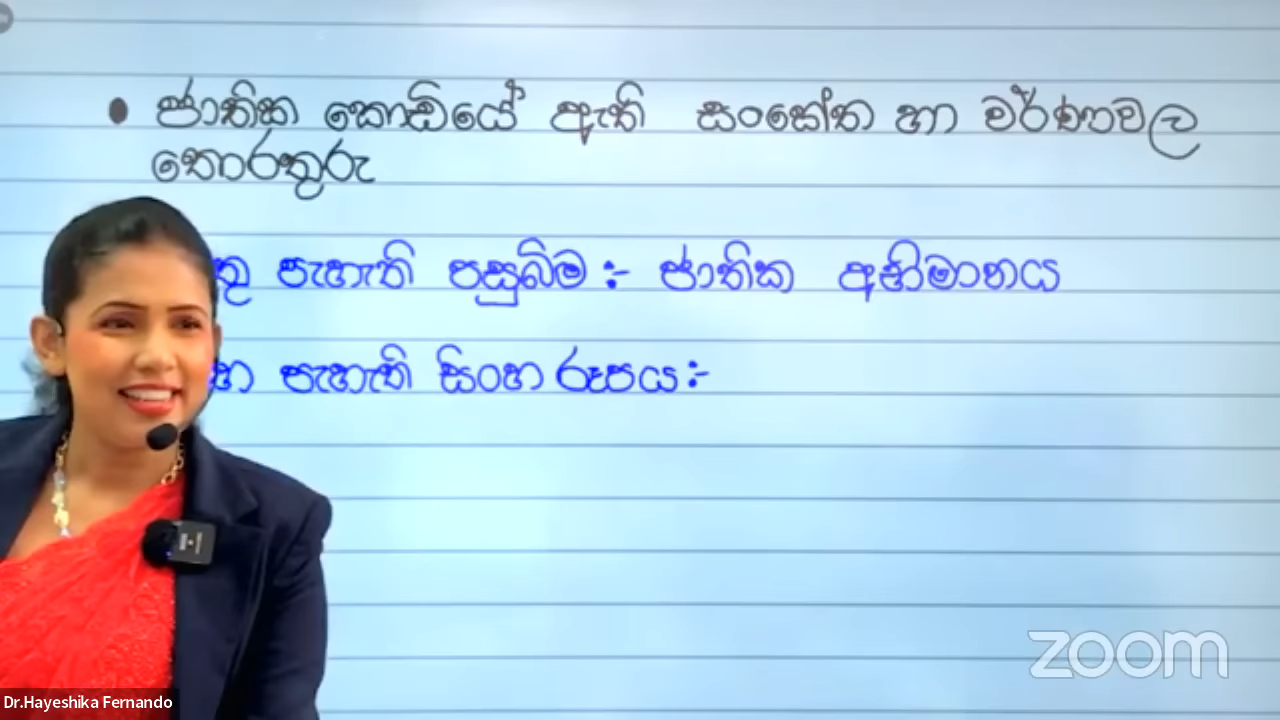 • ජාතික කොඩියේ ඇති සංකේත හා වර්ණවල
තොරතුරු
පැහැති පසුබිම :- ජාතික අභිමානය
පැහැති සිංහ රූපය :-
zoom
Dr.Hayeshika Fernando